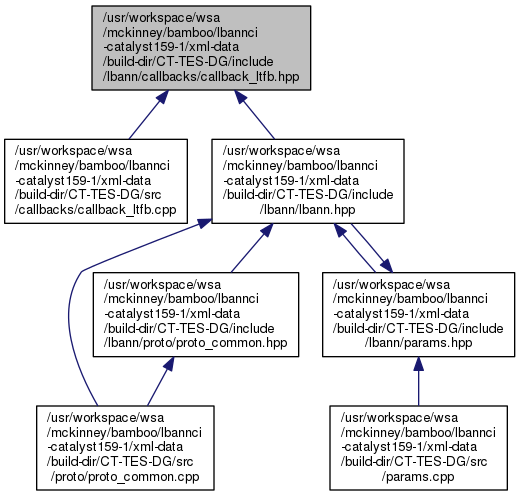 /usr/workspace/wsa
/mckinney/bamboo/lbannci
-catalyst159-1/xml-data
/build-dir/CT-TES-DG/include
/lbann/callbacks/callback_ltfb.hpp
/usr/workspace/wsa
/mckinney/bamboo/lbannci
-catalyst159-1/xml-data
/build-dir/CT-TES-DG/src
/callbacks/callback_ltfb.cpp
/usr/workspace/wsa
/mckinney/bamboo/lbannci
-catalyst159-1/xml-data
/build-dir/CT-TES-DG/include
/lbann/lbann.hpp
/usr/workspace/wsa
/mckinney/bamboo/lbannci
-catalyst159-1/xml-data
/build-dir/CT-TES-DG/include
/lbann/proto/proto_common.hpp
/usr/workspace/wsa
/mckinney/bamboo/lbannci
-catalyst159-1/xml-data
/build-dir/CT-TES-DG/include
/lbann/params.hpp
/usr/workspace/wsa
/mckinney/bamboo/lbannci
-catalyst159-1/xml-data
/build-dir/CT-TES-DG/src
/proto/proto_common.cpp
/usr/workspace/wsa
/mckinney/bamboo/lbannci
-catalyst159-1/xml-data
/build-dir/CT-TES-DG/src
/params.cpp